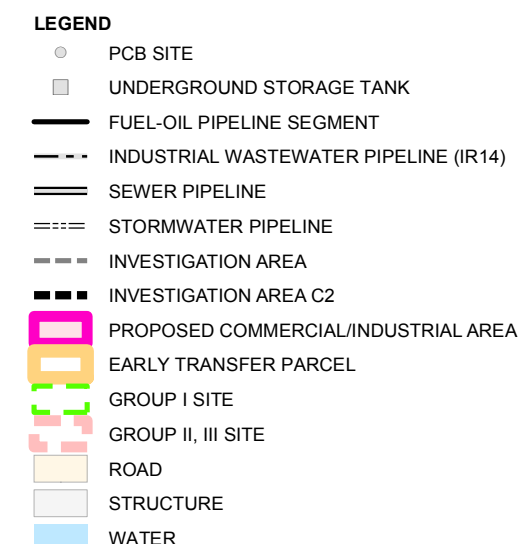 LEGEND
PCB SITE
UNDERGROUND STORAGE TANK
FUEL-OIL PIPELINE SEGMENT
INDUSTRIAL WASTEWATER PIPELINE (IR14)
SEWER PIPELINE
STORMWATER PIPELINE
INVESTIGATION AREA
INVESTIGATION AREA C2
PROPOSED COMMERCIAL/INDUSTRIAL AREA
EARLY TRANSFER PARCEL
GROUP I SITE
GROUP II, III SITE
ROAD
STRUCTURE
WATER